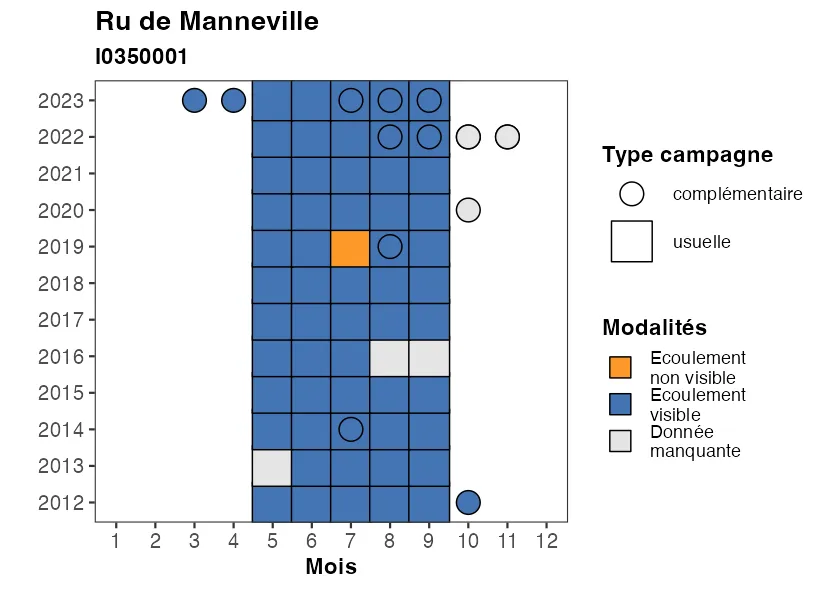 Ru de Manneville
I0350001
2023
2022
2021
2020
2019
2018
2017
2016
2015
2014
2013
2012
1 2 3 4 5 6 7 8 9 10 11 12
Mois
Type campagne
complémentaire
usuelle
Modalités
Ecoulement
non visible
Ecoulement
visible
Donnée
manquante